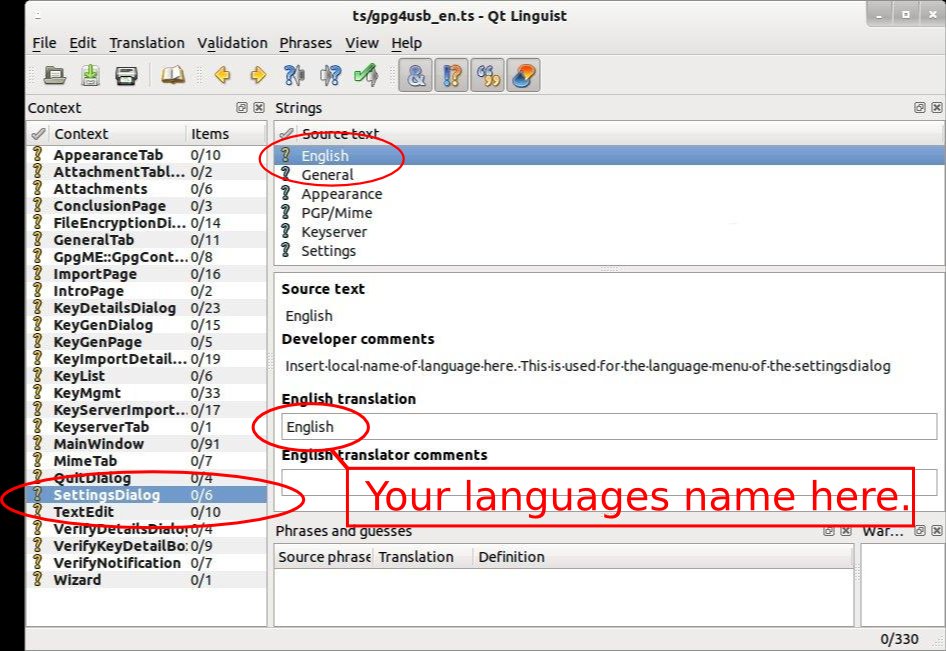 ts/gpg4usb_en.ts - Qt Linguist
File Edit Translation Validation Phrases View Help
Context
Context Items
AppearanceTab 0/10
AttachmentTabl... 0/2
Attachments 0/6
ConclusionPage 0/3
FileEncryptionDi... 0/14
GeneralTab 0/11
GpgME::GpgCont... 0/8
ImportPage 0/16
IntroPage 0/2
KeyDetailsDialog 0/23
KeyGenDialog 0/15
KeyGenPage 0/5
KeyImportDetail... 0/19
KeyList 0/6
KeyMgmt 0/33
KeyServerImport... 0/17
KeyserverTab 0/1
MainWindow 0/91
MimeTab 0/7
QuitDialog 0/4
SettingsDialog 0/6
TextEdit 0/10
VerifyDetailsDialog 0/4
VerifyKeyDetailBo: 0/9
VerifyNotification 0/7
Wizard 0/1
Strings
Source text
English
General
Appearance
PGP/Mime
Keyserver
Settings
Source text
English
Developer comments
Insert·local·name·of·language·here.·This·is·used·for·the·language·menu·of·the·settingsdialog
English translation
English
English translator comments
Your languages name here.
Phrases and guesses
Source phrase Translation Definition
War...
0/330